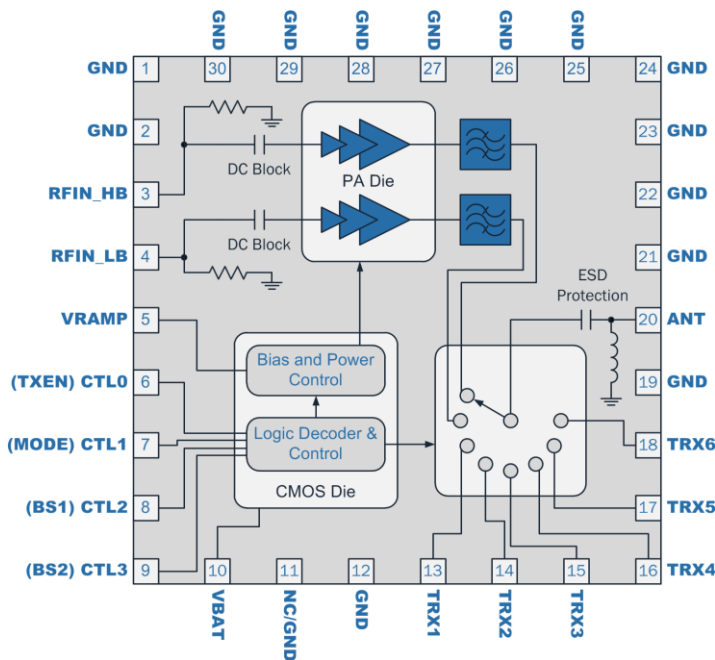 GND GND GND GND GND GND
GND 1 30 29 28 27 26 25 24 GND
GND 2 23 GND
DC Block
PA Die
RFIN_HB 3 22 GND
DC Block
RFIN_LB 4 21 GND
ESD
Protection
VRAMP 5 20 ANT
Bias and Power
Control
(TXEN) CTL0 6 19 GND
Logic Decoder &
Control
(MODE) CTL1 7 18 TRX6
CMOS Die
(BS1) CTL2 8 17 TRX5
(BS2) CTL3 9 10 11 12 13 14 15 16 TRX4
VBAT NC/GND GND TRX1 TRX2 TRX3